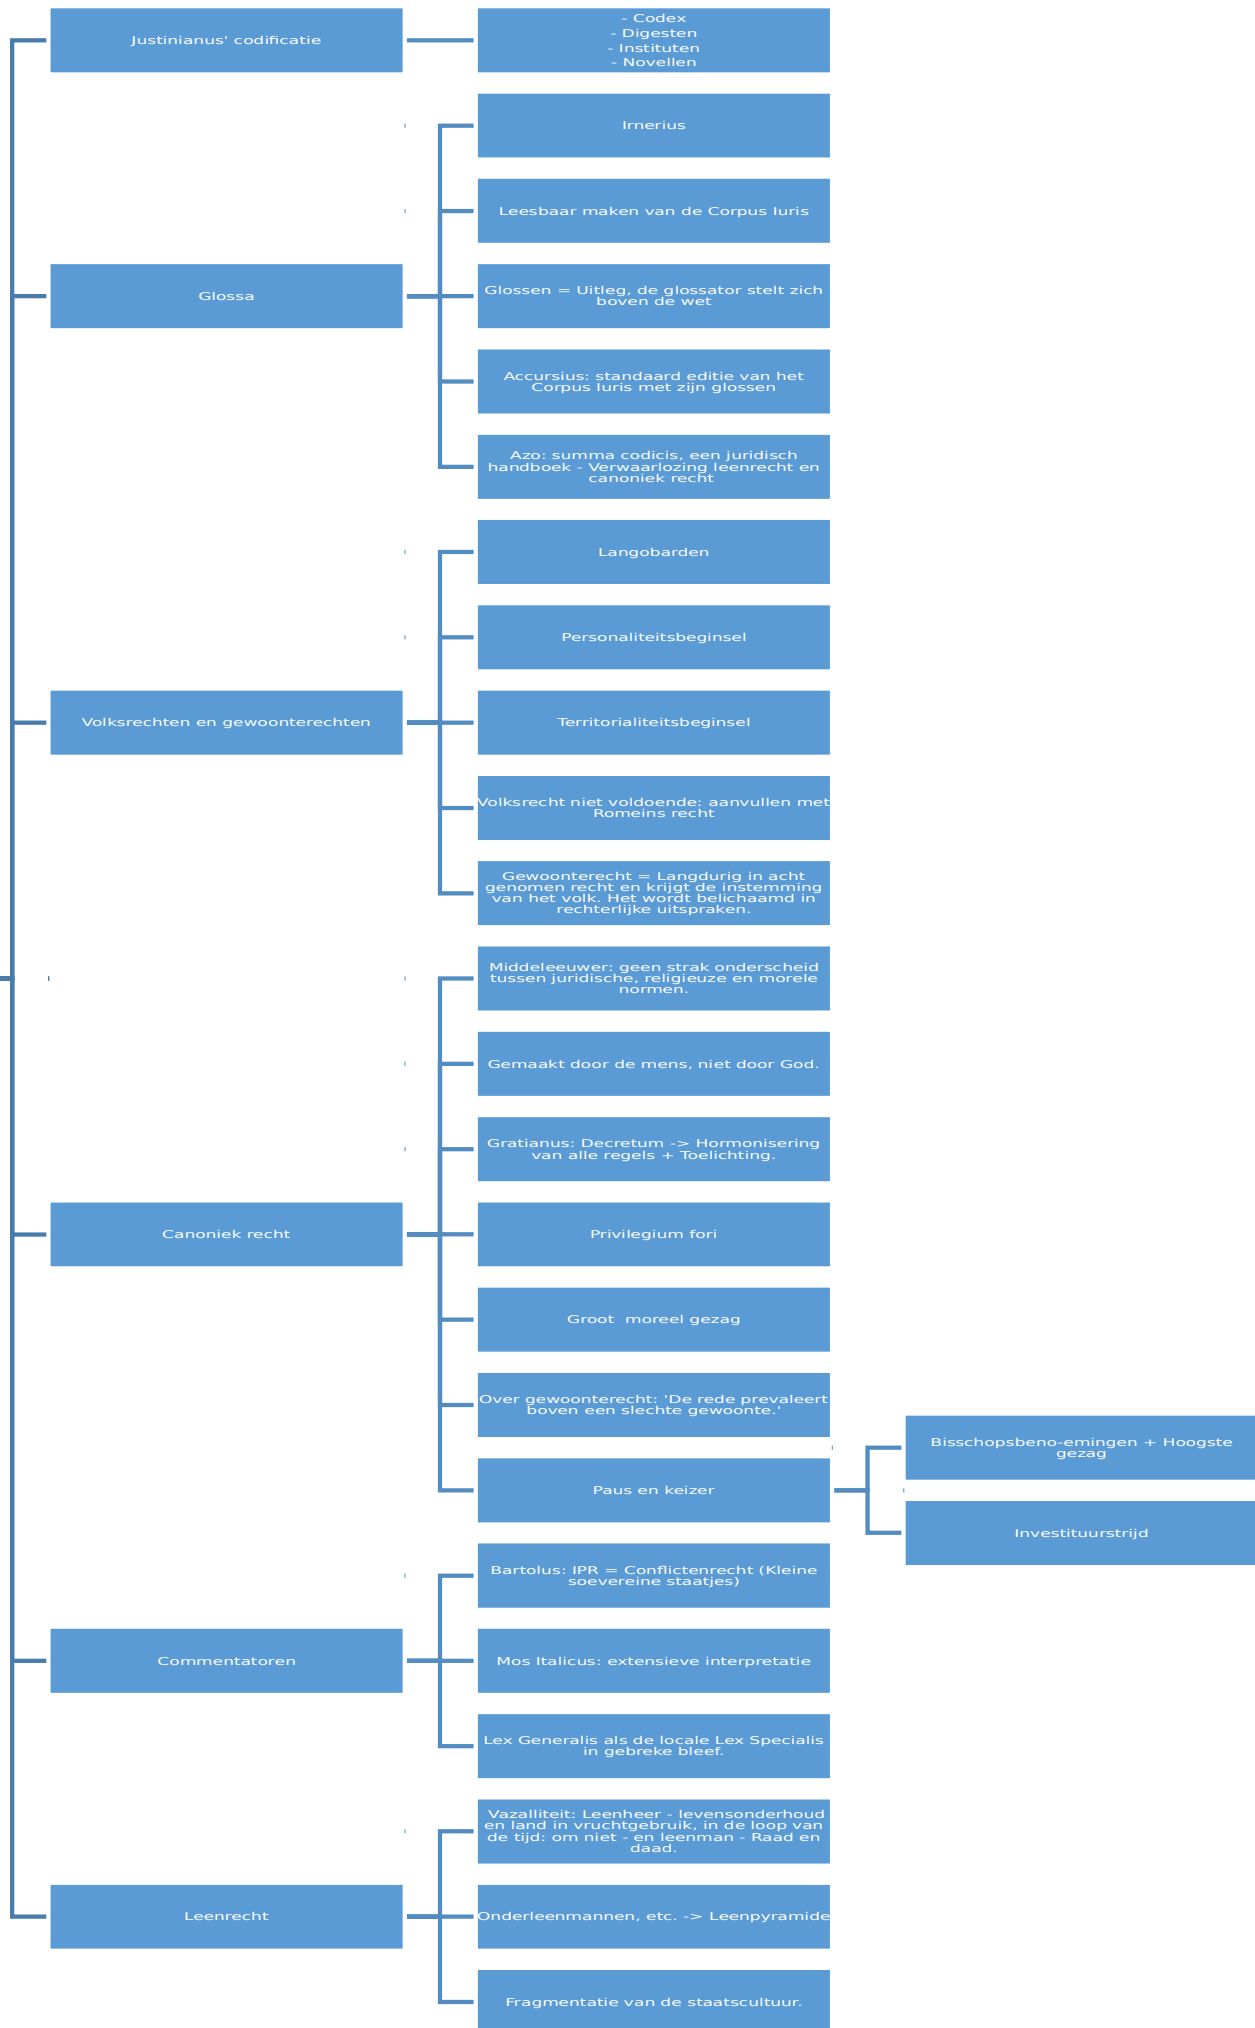 Justinianus' codificatie
- Codex
- Digesten
- Instituten
- Novellen
Glossa
Irnerius
Leesbaar maken van de Corpus Iuris
Glossen = Uitleg, de glossator stelt zich
boven de wet
Accursius: standaard editie van het
Corpus Iuris met zijn glossen
Azo: summa codicis, een juridisch
handboek - Verwaarlozing leenrecht en
canoniek recht
Volksrechten en gewoonterechten
Langobarden
Personaliteitsbeginsel
Territorialiteitsbeginsel
Volksrecht niet voldoende: aanvullen met
Romeins recht
Gewoonterecht = Langdurig in acht
genomen recht en krijgt de instemming
van het volk. Het wordt belichaamd in
rechterlijke uitspraken.
Canoniek recht
Middeleeuwer: geen strak onderscheid
tussen juridische, religieuze en morele
normen.
Gemaakt door de mens, niet door God.
Gratianus: Decretum -> Hormonisering
van alle regels + Toelichting.
Privilegium fori
Groot  moreel gezag
Over gewoonterecht: 'De rede prevaleert
boven een slechte gewoonte.'
Paus en keizer
Bisschopsbeno-emingen + Hoogste
gezag
Investituurstrijd
Commentatoren
Bartolus: IPR = Conflictenrecht (Kleine
soevereine staatjes)
Mos Italicus: extensieve interpretatie
Lex Generalis als de locale Lex Specialis
in gebreke bleef.
Leenrecht
Vazalliteit: Leenheer - levensonderhoud
en land in vruchtgebruik, in de loop van
de tijd: om niet - en leenman - Raad en
daad.
Onderleenmannen, etc. -> Leenpyramide
Fragmentatie van de staatscultuur.